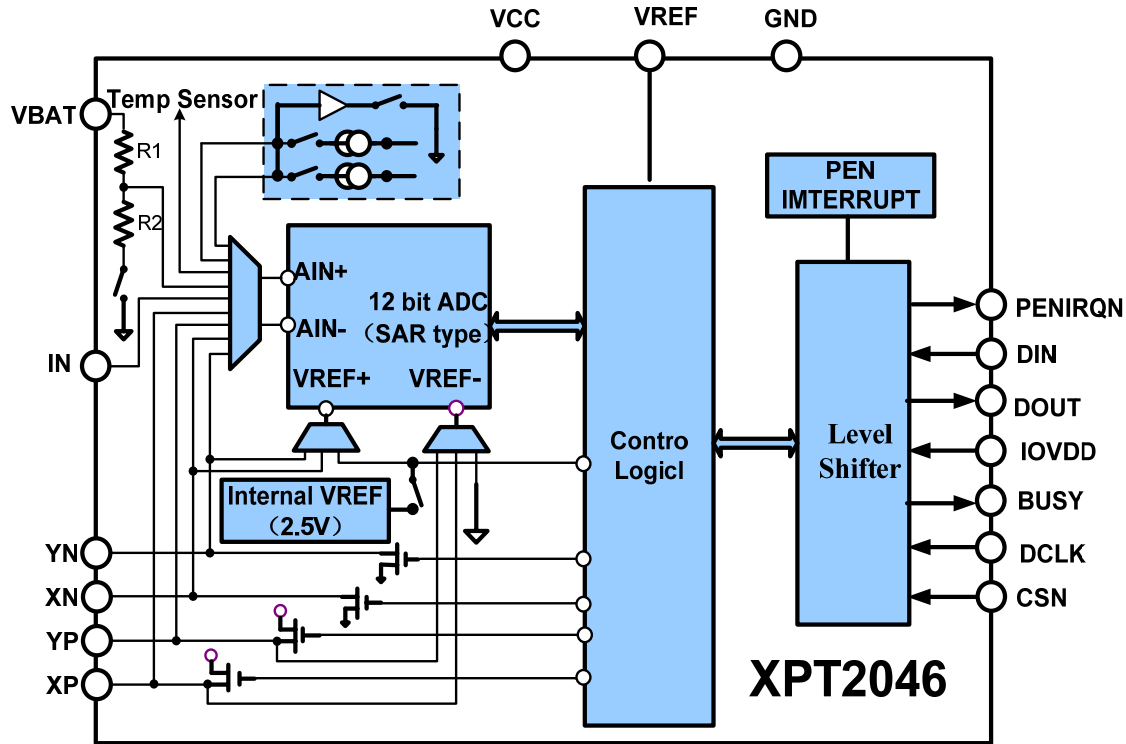 VCC
VREF
GND
VBAT
Temp Sensor
R1
R2
IN
AIN+
AIN-
12 bit ADC
（SAR type）
VREF+
VREF-
Internal VREF
（2.5V）
YN
XN
YP
XP
Contro
Logicl
PEN
IMTERRUPT
Level
Shifter
PENIRQN
DIN
DOUT
IOVDD
BUSY
DCLK
CSN
XPT2046